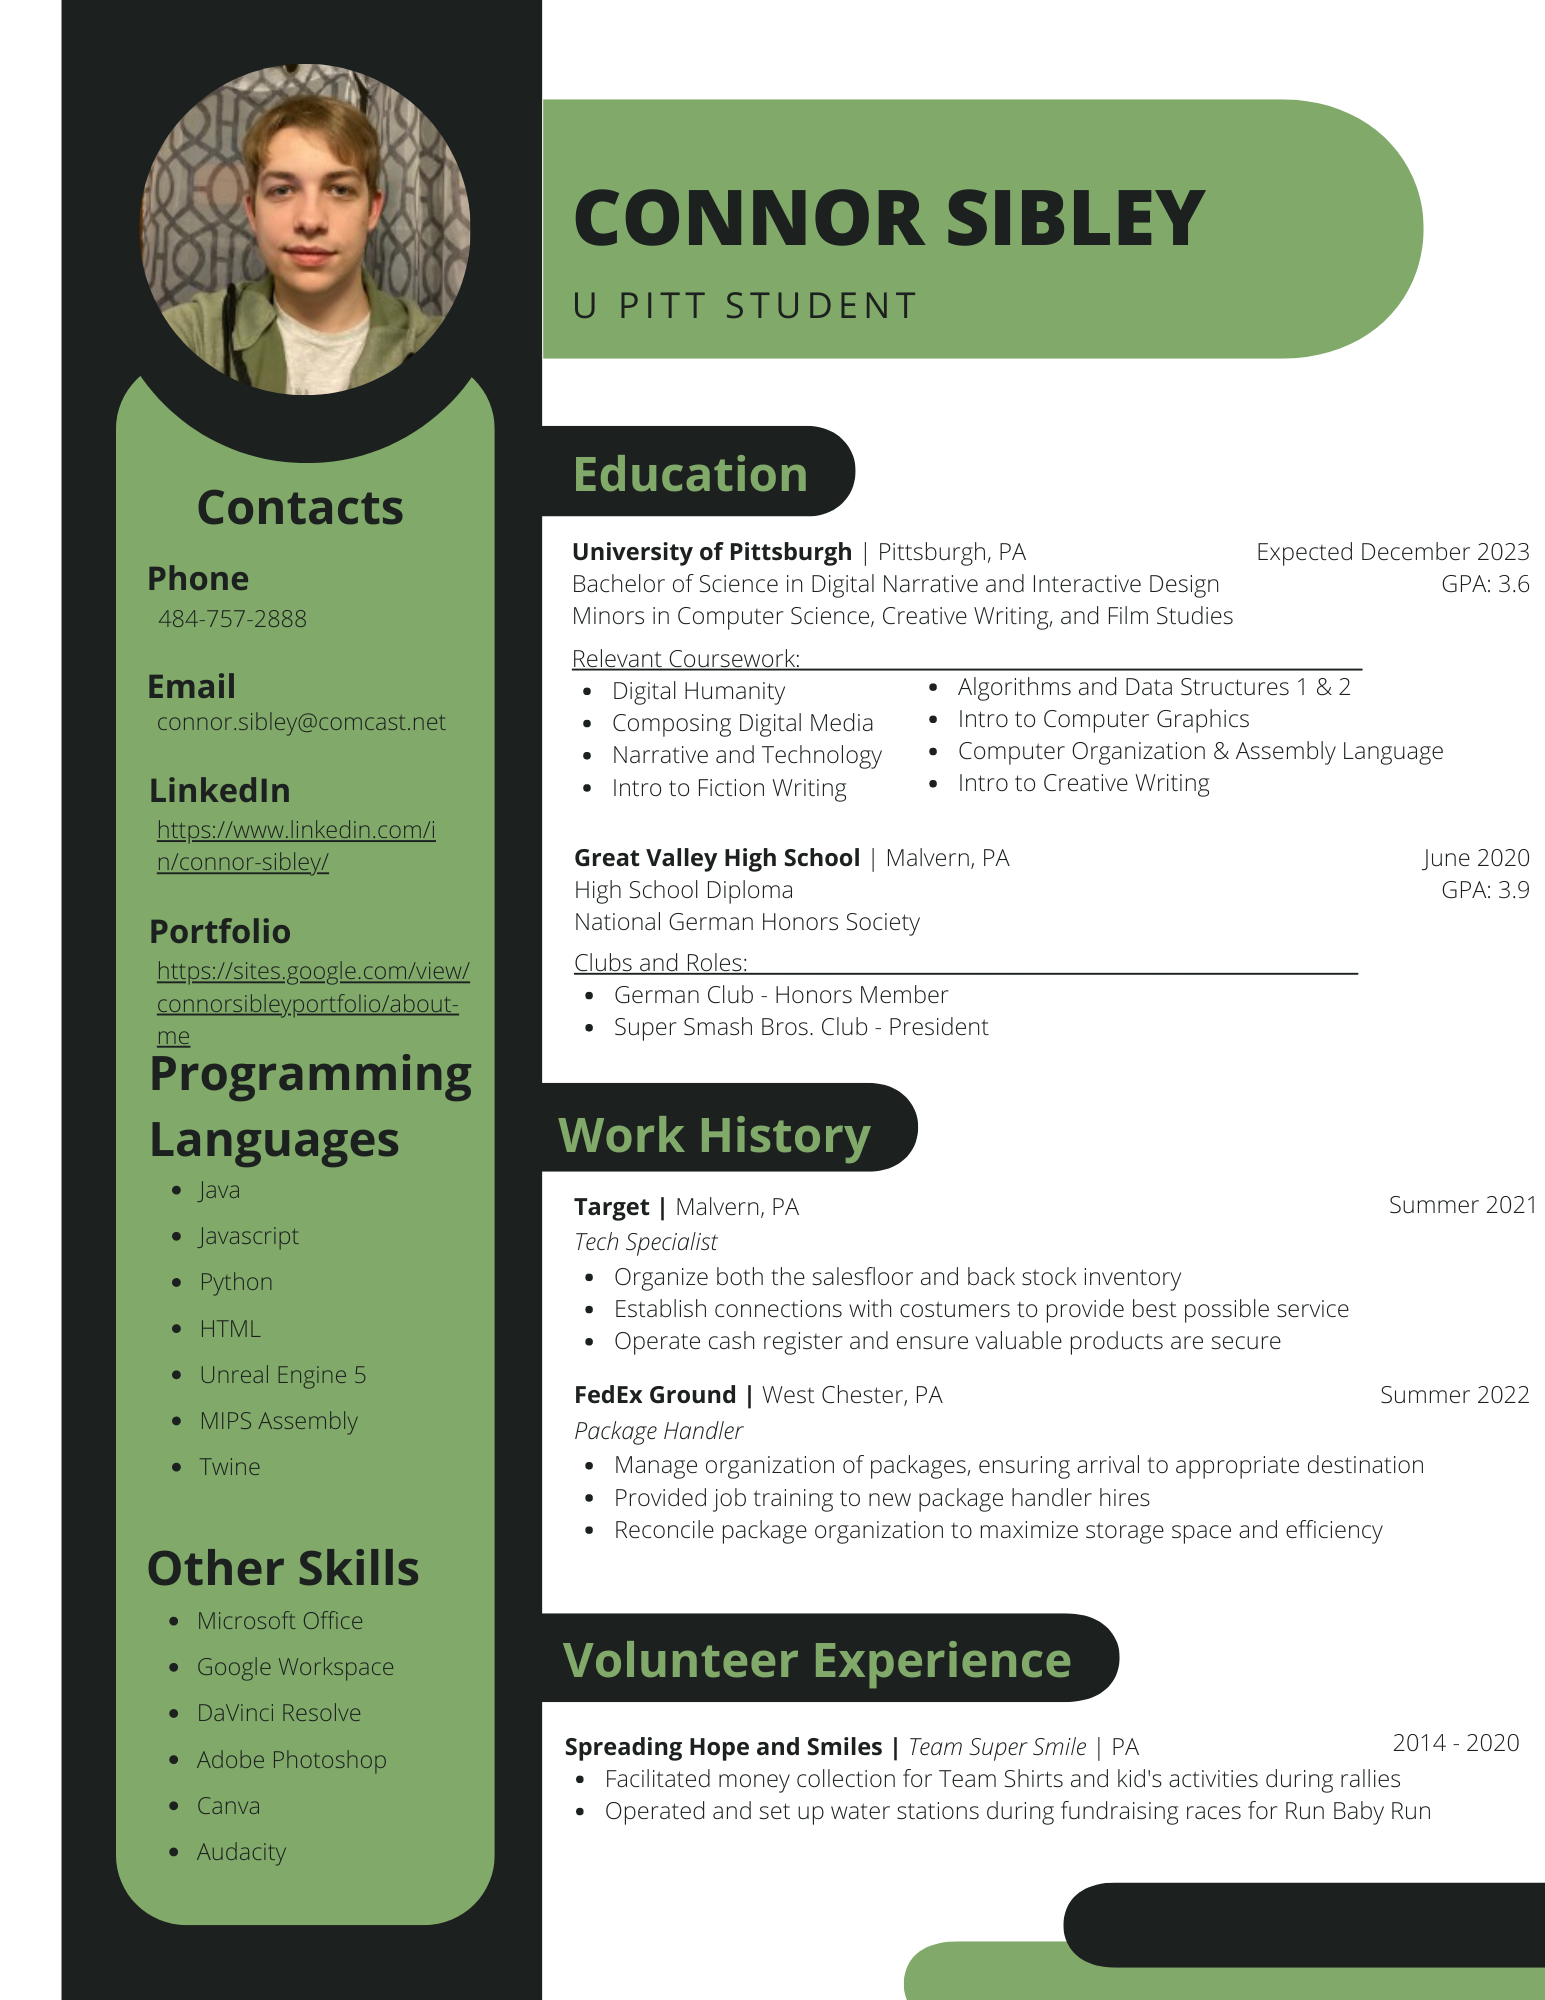 CONNOR SIBLEY
U PITT STUDENT
Contacts
Phone
484-757-2888
Email
connor.sibley@comcast.net
LinkedIn
https://www.linkedin.com/i
n/connor-sibley/
Portfolio
https://sites.google.com/view/
connorsibleyportfolio/about-
me
Programming
Languages
• Java
• Javascript
• Python
• HTML
• Unreal Engine 5
• MIPS Assembly
• Twine
Other Skills
• Microsoft Office
• Google Workspace
• DaVinci Resolve
• Adobe Photoshop
• Canva
• Audacity
Education
University of Pittsburgh | Pittsburgh, PA Expected December 2023
Bachelor of Science in Digital Narrative and Interactive Design GPA: 3.6
Minors in Computer Science, Creative Writing, and Film Studies
Relevant Coursework:
• Digital Humanity
• Composing Digital Media
• Narrative and Technology
• Intro to Fiction Writing
• Algorithms and Data Structures 1 & 2
• Intro to Computer Graphics
• Computer Organization & Assembly Language
• Intro to Creative Writing
Great Valley High School | Malvern, PA June 2020
High School Diploma GPA: 3.9
National German Honors Society
Clubs and Roles:
• German Club - Honors Member
• Super Smash Bros. Club - President
Work History
Target | Malvern, PA Summer 2021
Tech Specialist
• Organize both the salesfloor and back stock inventory
• Establish connections with costumers to provide best possible service
• Operate cash register and ensure valuable products are secure
FedEx Ground | West Chester, PA Summer 2022
Package Handler
• Manage organization of packages, ensuring arrival to appropriate destination
• Provided job training to new package handler hires
• Reconcile package organization to maximize storage space and efficiency
Volunteer Experience
Spreading Hope and Smiles | Team Super Smile | PA 2014 - 2020
• Facilitated money collection for Team Shirts and kid's activities during rallies
• Operated and set up water stations during fundraising races for Run Baby Run